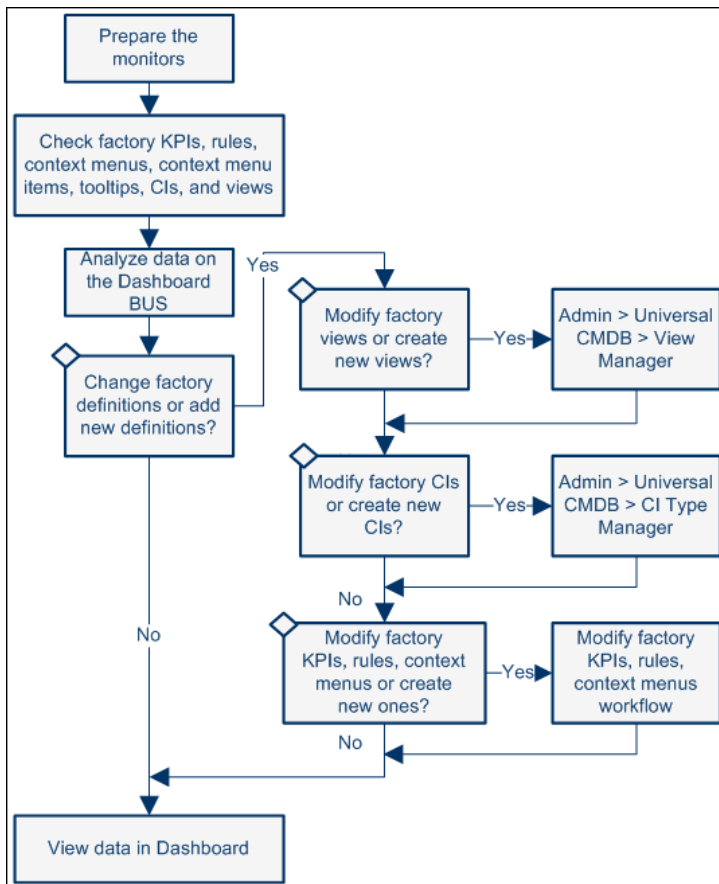 Prepare the
monitors
Check factory KPIs, rules,
context menus, context menu
items, tooltips, CIs, and views
Analyze data on
the Dashboard
BUS
Yes
Change factory
definitions or add
new definitions?
Modify factory
views or create
new views?
Yes
Admin > Universal
CMDB > View
Manager
Modify factory CIs
or create new
CIs?
Yes
Admin > Universal
CMDB > CI Type
Manager
No
No
Modify factory
KPIs, rules, context
menus or create
new ones?
Yes
Modify factory
KPIs, rules,
context menus
workflow
No
View data in Dashboard